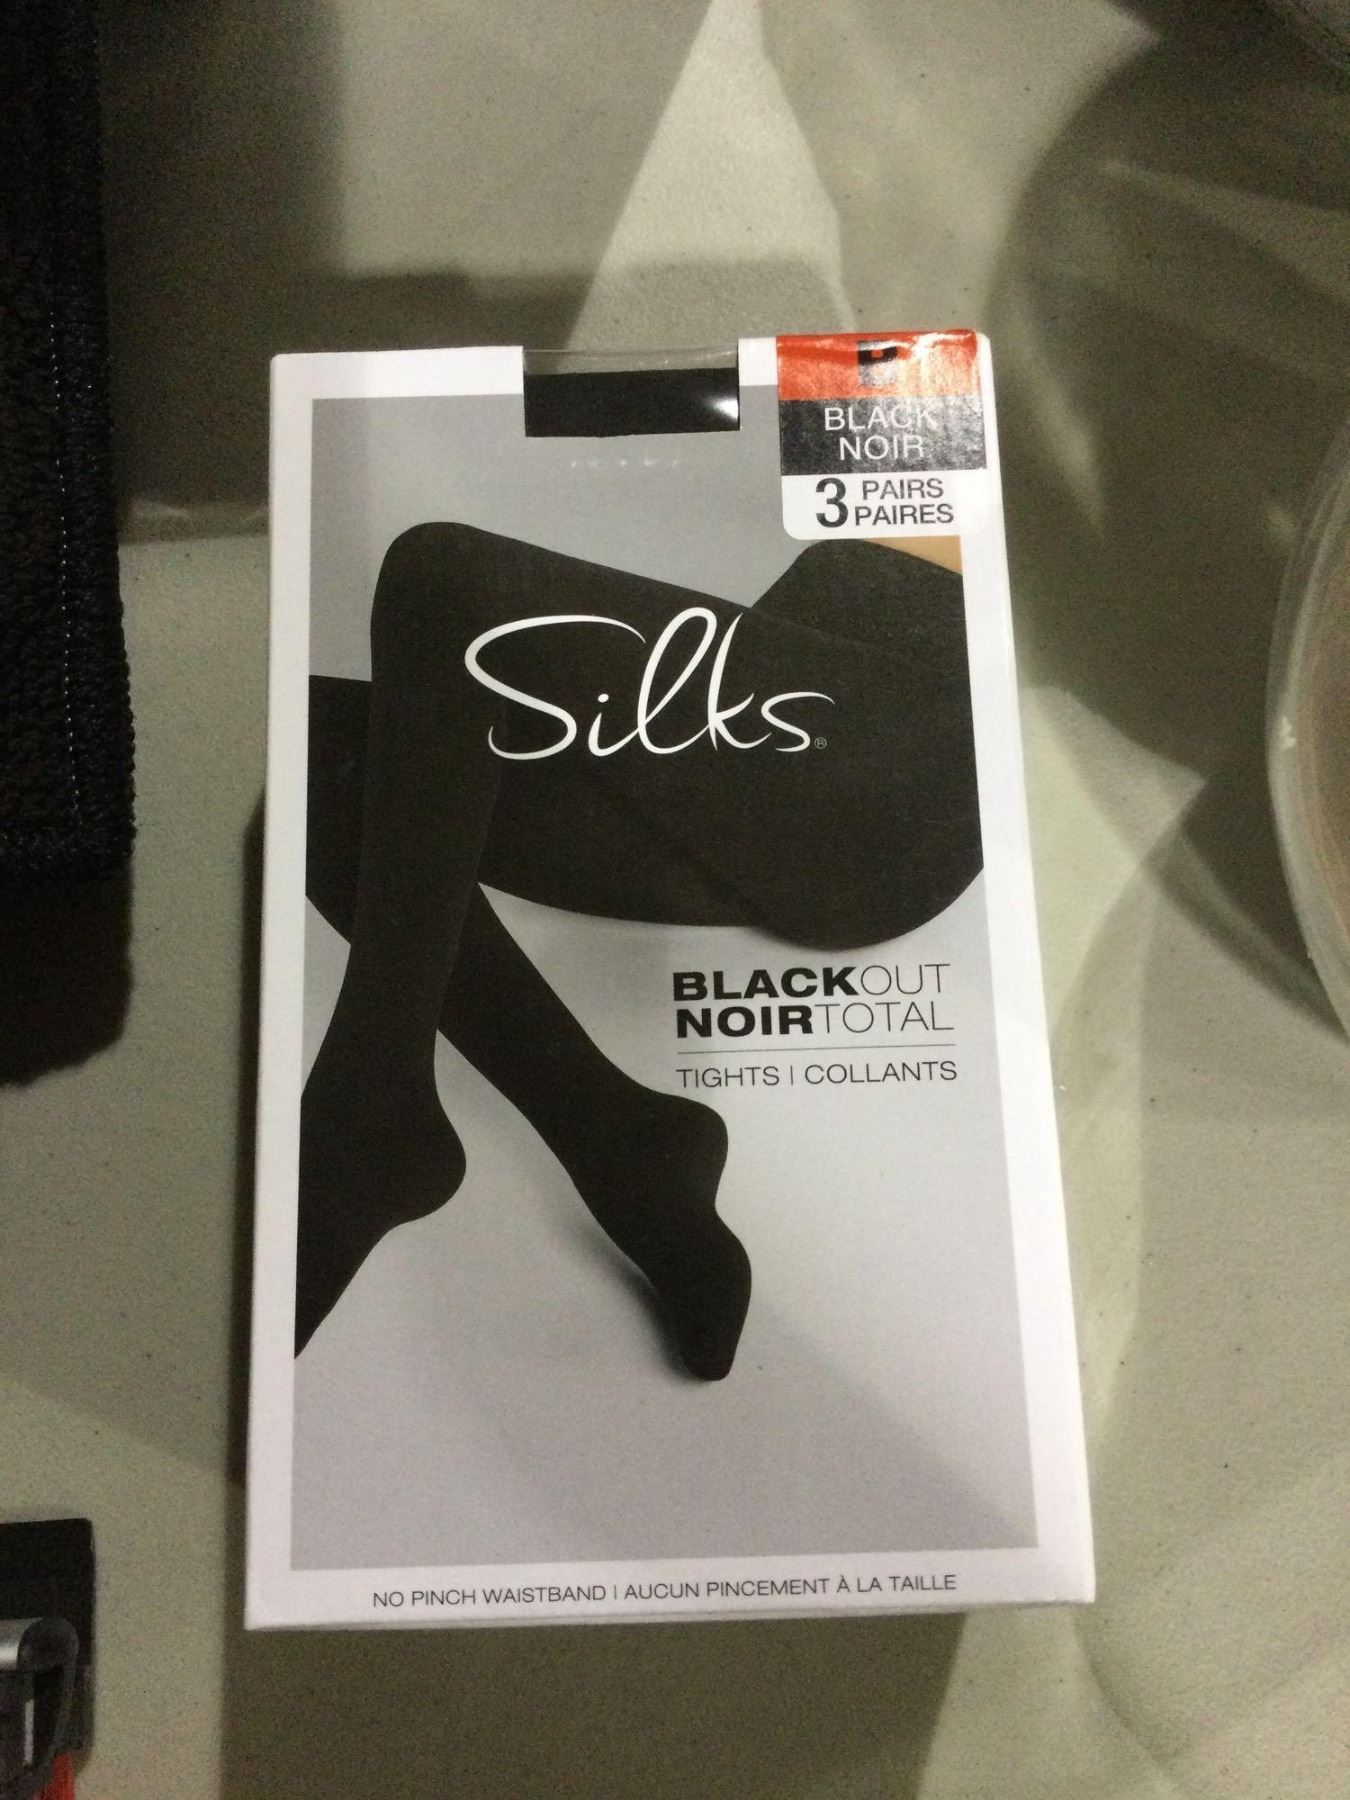 BLACK
NOIR
3 PAIRS
PAIRES
Silks®
BLACKOUT
NOIRTOTAL
TIGHTS | COLLANTS
NO PINCH WAISTBAND | AUCUN PINCEMENT À LA TAILLE